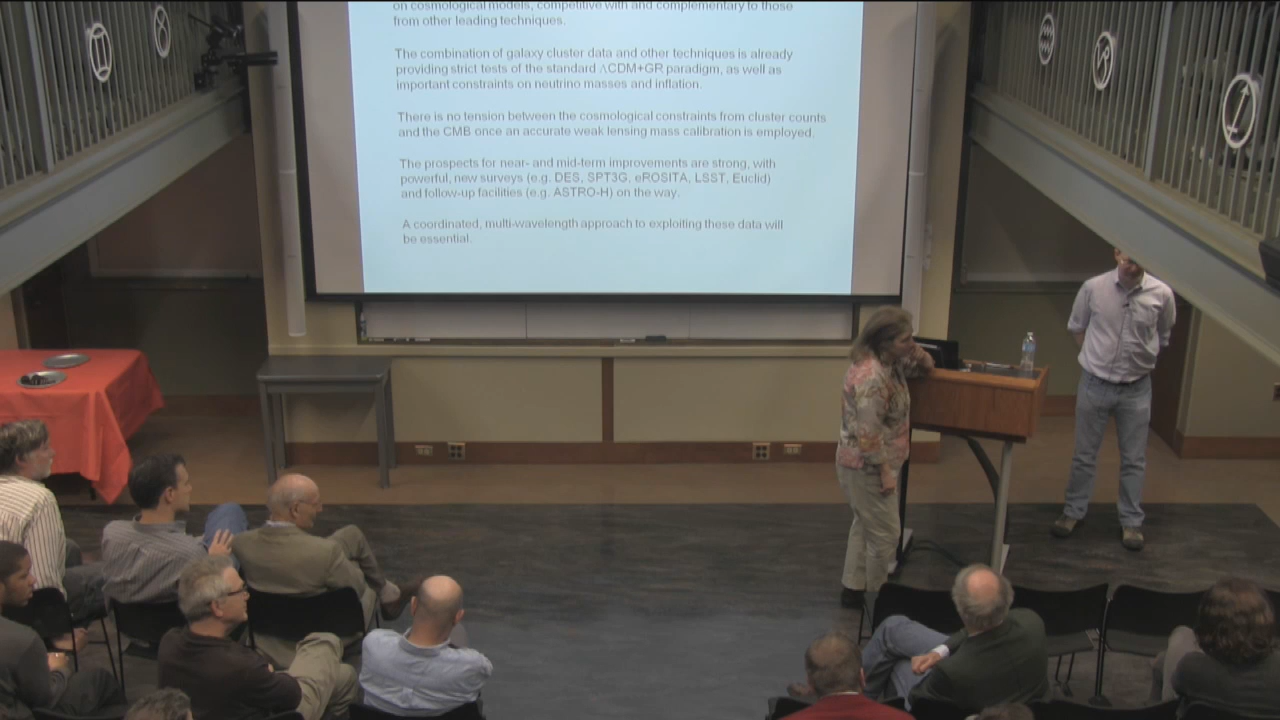 on cosmological models, competitive with and complementary to those
from other leading techniques.
The combination of galaxy cluster data and other techniques is already
providing strict tests of the standard ΛCDM+GR paradigm, as well as
important constraints on neutrino masses and inflation.
There is no tension between the cosmological constraints from cluster counts
and the CMB once an accurate weak lensing mass calibration is employed.
The prospects for near- and mid-term improvements are strong, with
powerful, new surveys (e.g. DES, SPT3G, eROSITA, LSST, Euclid)
and follow-up facilities (e.g. ASTRO-H) on the way.
A coordinated, multi-wavelength approach to exploiting these data will
be essential.